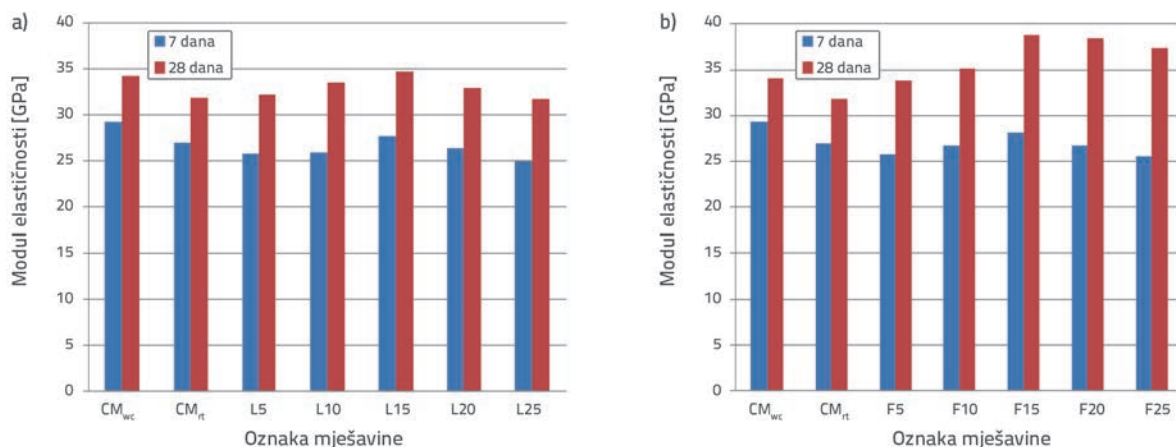 a)
Modul elastičnosti [GPa]
40
35
30
25
20
15
10
5
0
7 dana
28 dana
CMwc CMrt L5 L10 L15 L20 L25
Oznaka mješavine
b)
Modul elastičnosti [GPa]
40
35
30
25
20
15
10
5
0
7 dana
28 dana
CMwc CMrt F5 F10 F15 F20 F25
Oznaka mješavine